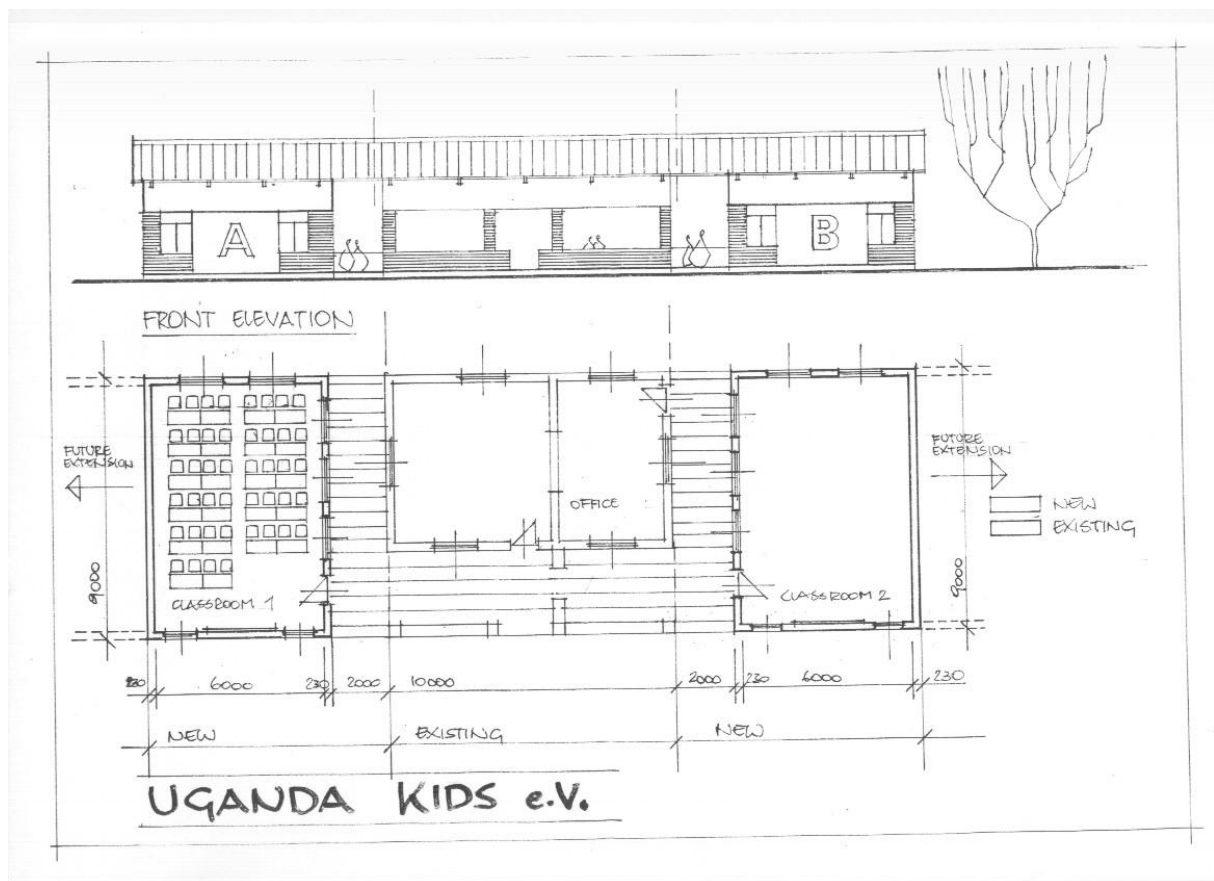 A
B
FRONT ELEVATION
FUTURE
EXTENSION
OFFICE
FUTURE
EXTENSION
NEW
EXISTING
9000
9000
CLASSROOM 1
CLASSROOM 2
230 6000 230 2000 10000 2000 230 6000 230
NEW EXISTING NEW
UGANDA KIDS e.V.